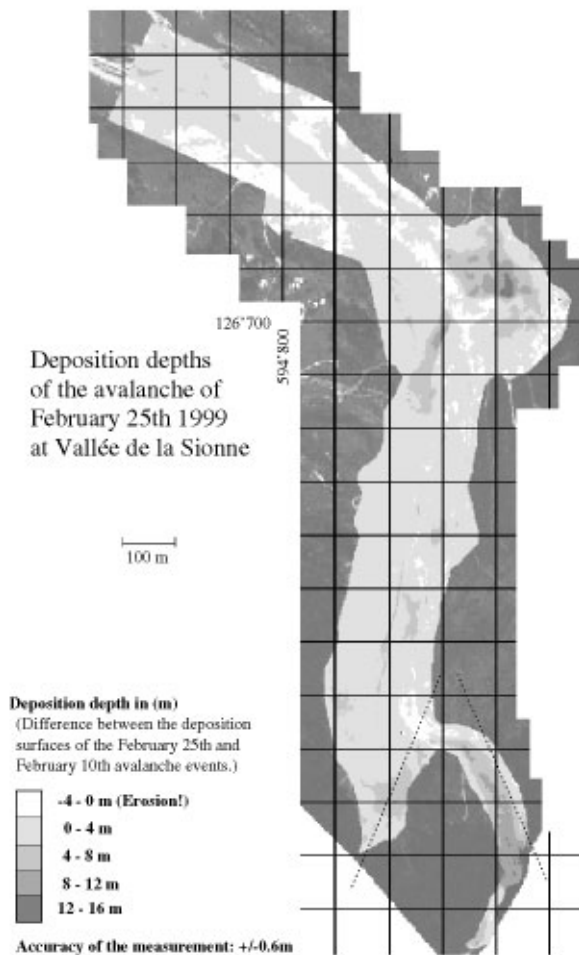 126"700
594"800
Deposition depths
of the avalanche of
February 25th 1999
at Vallée de la Sionne
100 m
Deposition depth in (m)
(Difference between the deposition
surfaces of the February 25th and
February 10th avalanche events.)
-4 - 0 m (Erosion!)
0 - 4 m
4 - 8 m
8 - 12 m
12 - 16 m
Accuracy of the measurement: +/-0.6m